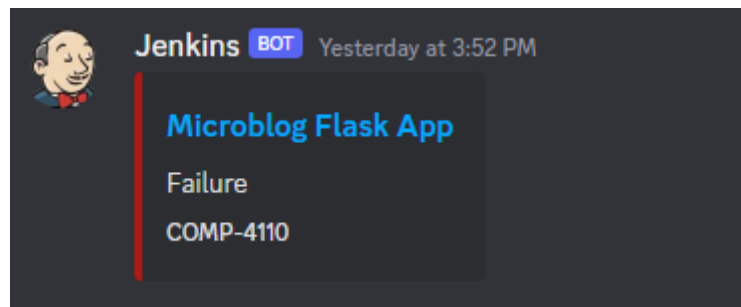 Jenkins BOT Yesterday at 3:52 PM
Microblog Flask App
Failure
COMP-4110